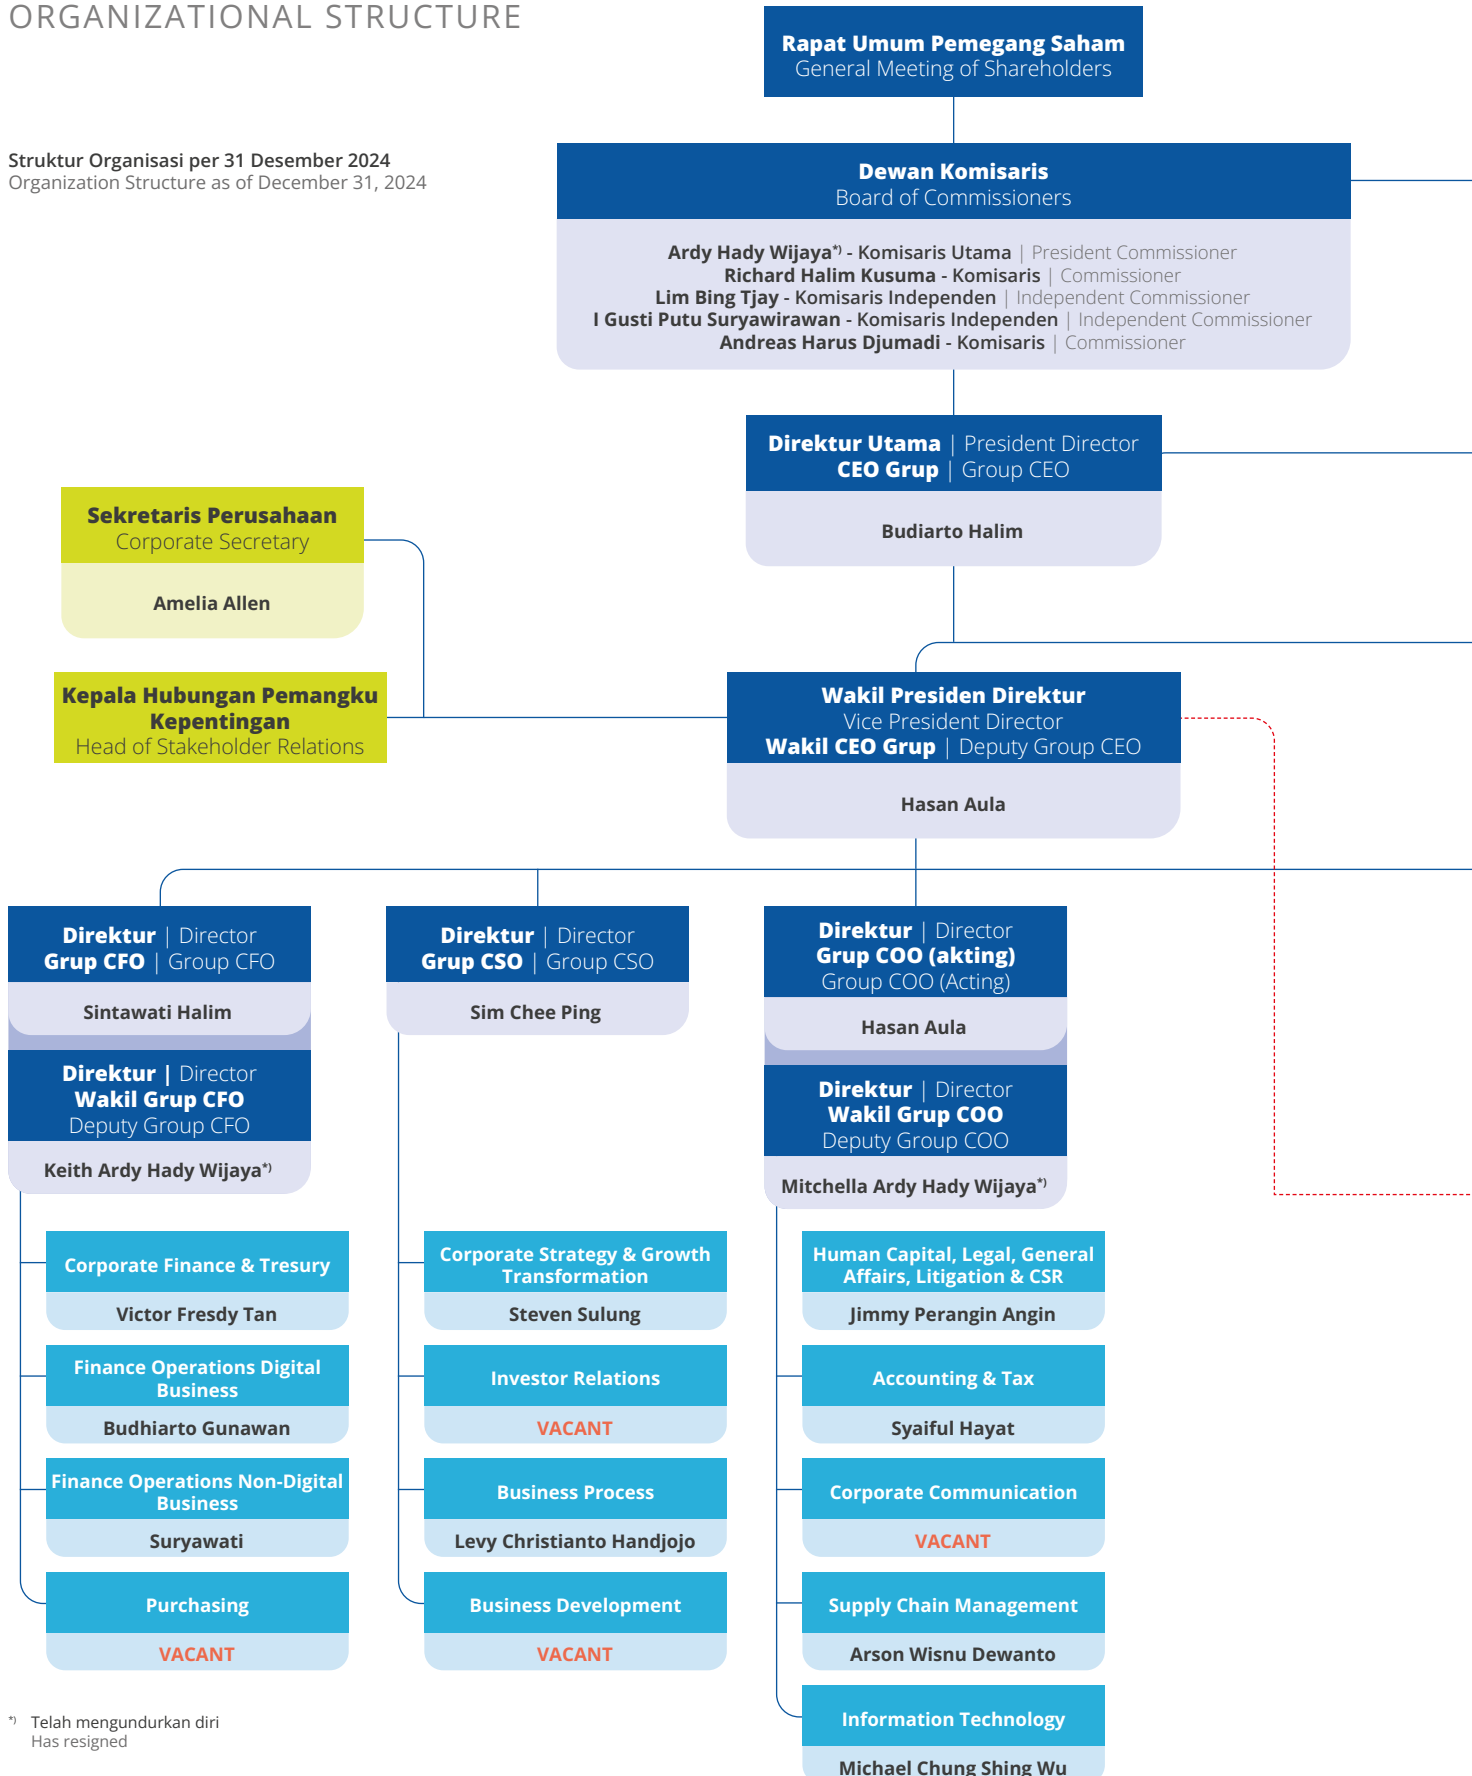 ORGANIZATIONAL STRUCTURE
Struktur Organisasi per 31 Desember 2024
Organization Structure as of December 31, 2024
Rapat Umum Pemegang Saham
General Meeting of Shareholders
Dewan Komisaris
Board of Commissioners
Ardy Hady Wijaya*) - Komisaris Utama | President Commissioner
Richard Halim Kusuma - Komisaris | Commissioner
Lim Bing Tjay - Komisaris Independen | Independent Commissioner
I Gusti Putu Suryawirawan - Komisaris Independen | Independent Commissioner
Andreas Harus Djumadi - Komisaris | Commissioner
Direktur Utama | President Director
CEO Grup | Group CEO
Budiarto Halim
Sekretaris Perusahaan
Corporate Secretary
Amelia Allen
Kepala Hubungan Pemangku
Kepentingan
Head of Stakeholder Relations
Wakil Presiden Direktur
Vice President Director
Wakil CEO Grup | Deputy Group CEO
Hasan Aula
Direktur | Director
Grup CFO | Group CFO
Sintawati Halim
Direktur | Director
Wakil Grup CFO
Deputy Group CFO
Keith Ardy Hady Wijaya*)
Corporate Finance & Tresury
Victor Fresdy Tan
Finance Operations Digital
Business
Budhiarto Gunawan
Finance Operations Non-Digital
Business
Suryawati
Purchasing
VACANT
Direktur | Director
Grup CSO | Group CSO
Sim Chee Ping
Corporate Strategy & Growth
Transformation
Steven Sulung
Investor Relations
VACANT
Business Process
Levy Christianto Handjojo
Business Development
VACANT
Direktur | Director
Grup COO (akting)
Group COO (Acting)
Hasan Aula
Direktur | Director
Wakil Grup COO
Deputy Group COO
Mitchella Ardy Hady Wijaya*)
Human Capital, Legal, General
Affairs, Litigation & CSR
Jimmy Perangin Angin
Accounting & Tax
Syaiful Hayat
Corporate Communication
VACANT
Supply Chain Management
Arson Wisnu Dewanto
Information Technology
Michael Chung Shing Wu
*) Telah mengundurkan diri
Has resigned